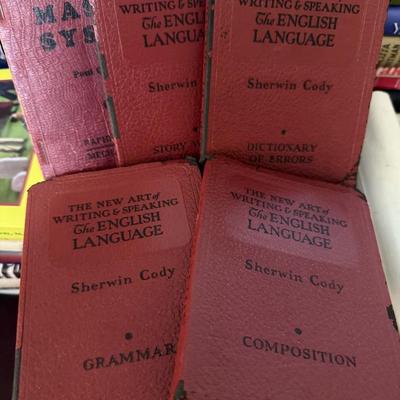 WRITING & SPEAKING
The ENGLISH
LANGUAGE
Sherwin Cody
STORY
WRITING & SPEAKING
The ENGLISH
LANGUAGE
Sherwin Cody
DICTIONARY
OF ERRORS
THE NEW ART of
WRITING & SPEAKING
The ENGLISH
LANGUAGE
Sherwin Cody
GRAMMAR
THE NEW ART of
WRITING & SPEAKING
The ENGLISH
LANGUAGE
Sherwin Cody
COMPOSITION